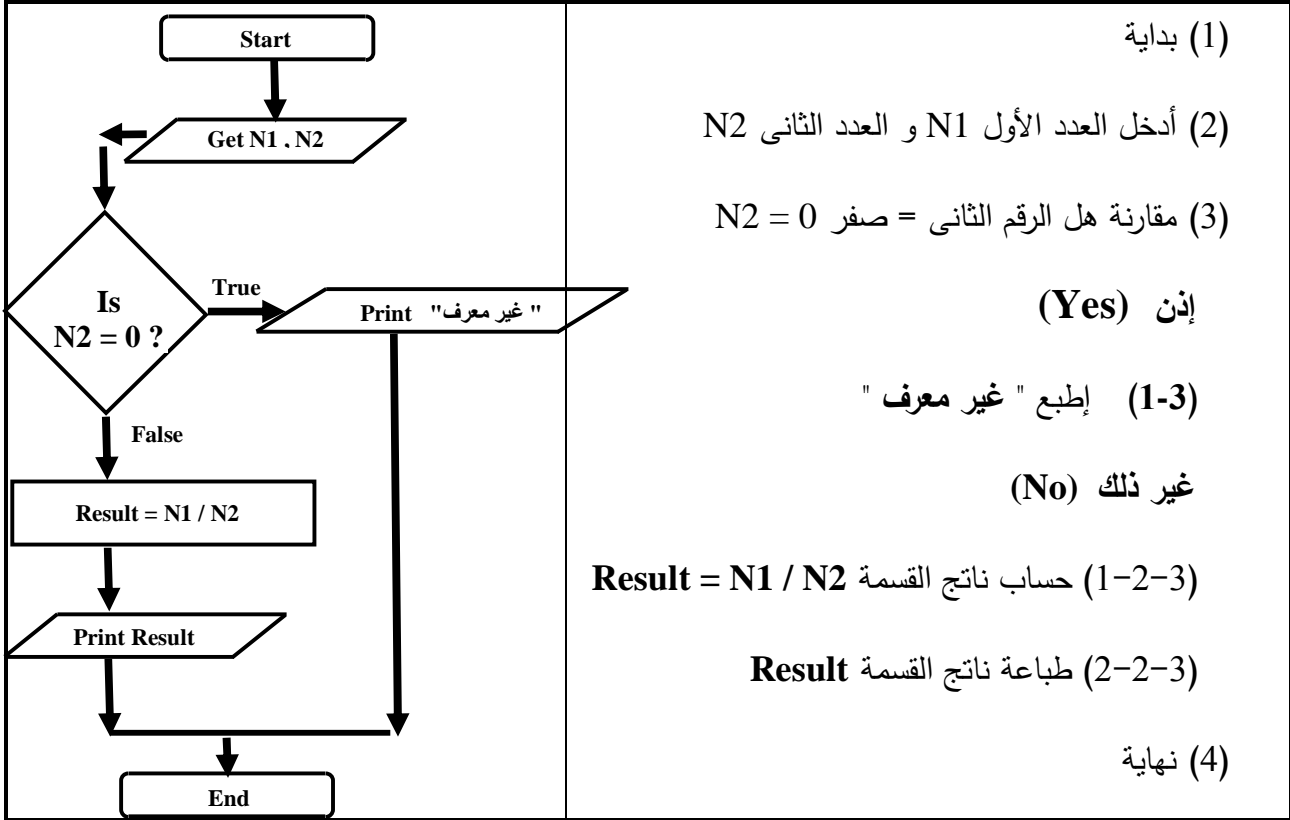 Start
Get N1 , N2
Is
N2 = 0 ?
True
Print "غير معرف "
False
Result = N1 / N2
Print Result
End
(1) بداية
(2) أدخل العدد الأول N1 و العدد الثانى N2
(3) مقارنة هل الرقم الثانى = صفر N2 = 0
إذن (Yes)
(1-3) إطبع " غير معرف "
غير ذلك (No)
(1-2-3) حساب ناتج القسمة Result = N1 / N2
(2-2-3) طباعة ناتج القسمة Result
(4) نهاية